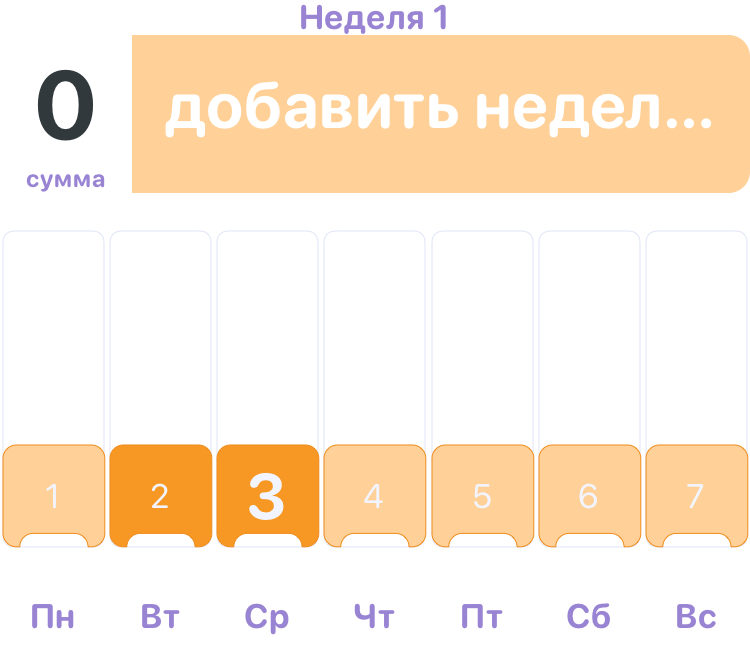 Неделя 1
0
добавить недел...
сумма
1 2 3 4 5 6 7
Пн Вт Ср Чт Пт Сб Вс